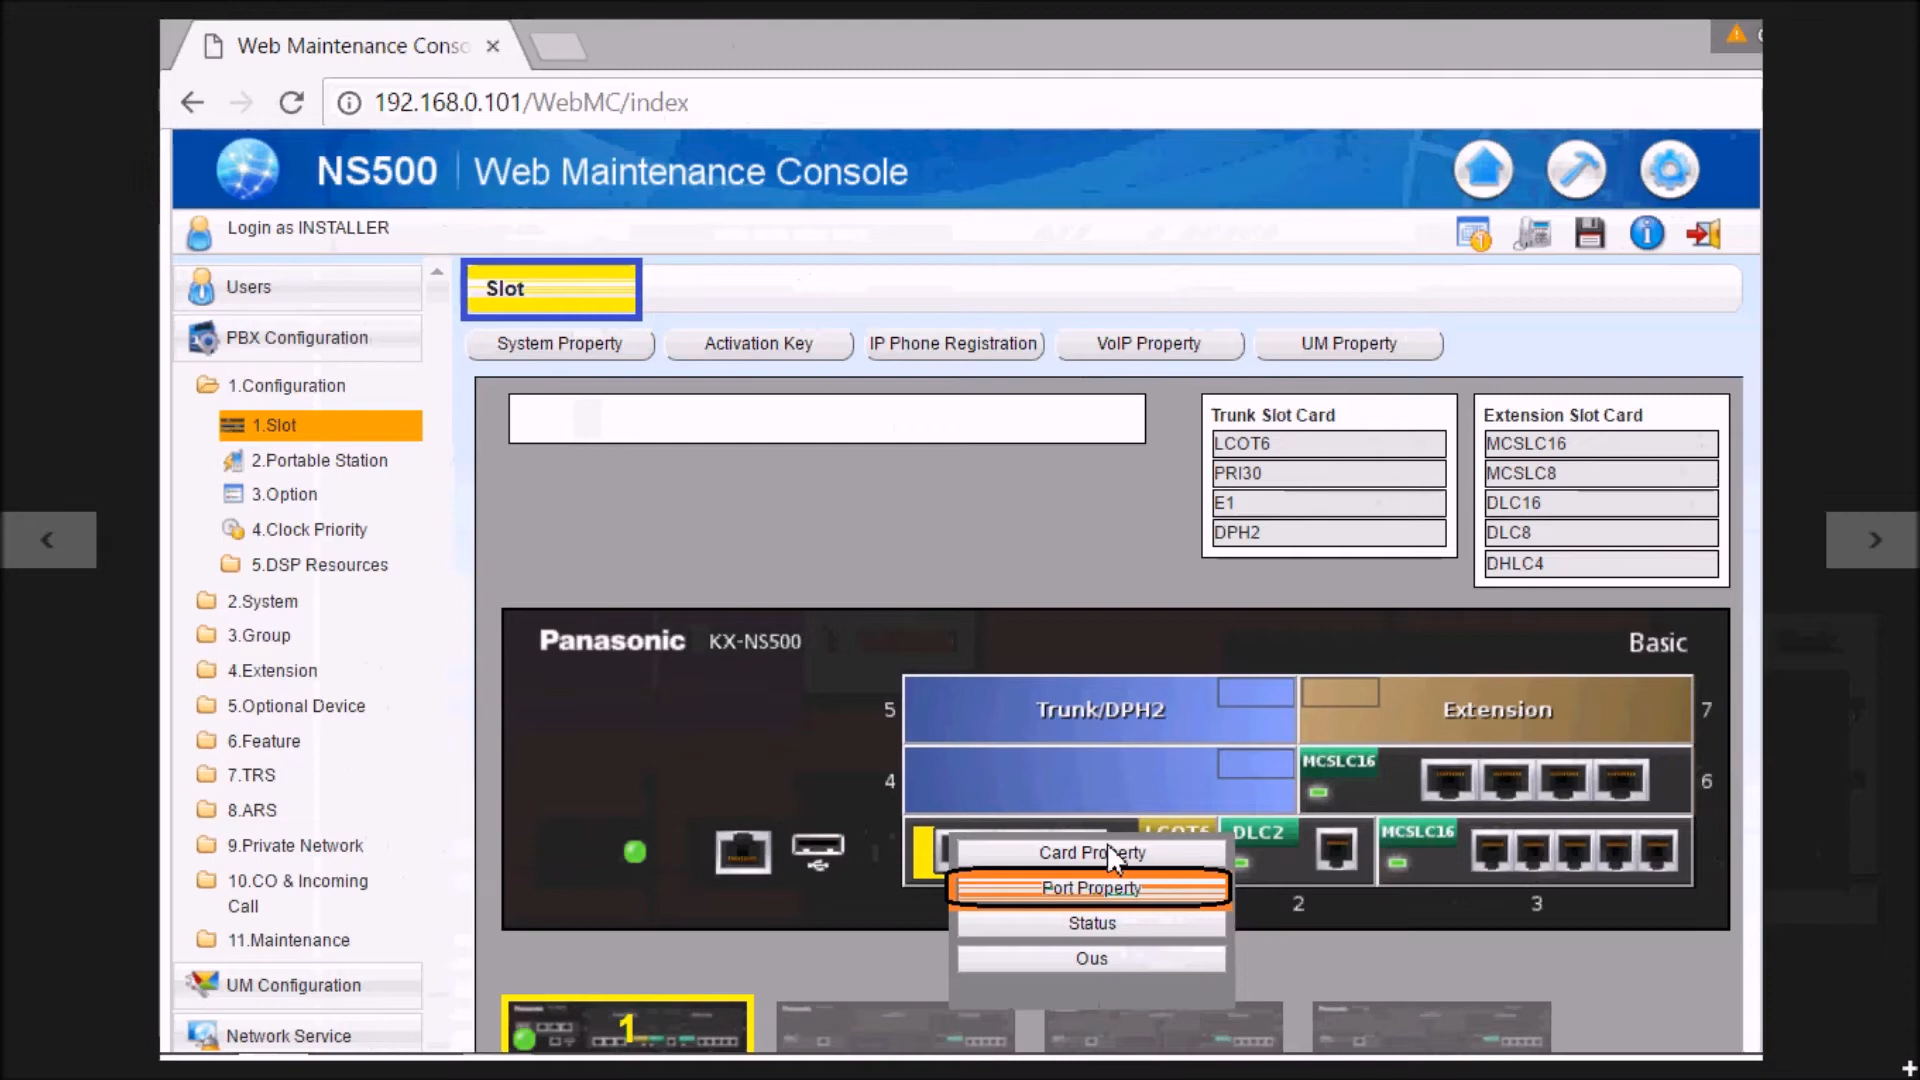 Web Maintenance Conso
192.168.0.101/WebMC/index
NS500 | Web Maintenance Console
Login as INSTALLER
Users
PBX Configuration
1.Configuration
1.Slot
2.Portable Station
3.Option
4.Clock Priority
5.DSP Resources
2.System
3.Group
4.Extension
5.Optional Device
6.Feature
7.TRS
8.ARS
9.Private Network
10.CO & Incoming
Call
11.Maintenance
UM Configuration
Network Service
Slot
System Property
Activation Key
IP Phone Registration
VoIP Property
UM Property
Trunk Slot Card
LCOT6
PRI30
E1
DPH2
Extension Slot Card
MCSLC16
MCSLC8
DLC16
DLC8
DHLC4
Panasonic KX-NS500
Basic
5
Trunk/DPH2
Extension
7
4
MCSLC16
6
LCOT6
DLC2
MCSLC16
2
3
Card Property
Port Property
Status
Ous
Panasonic
1